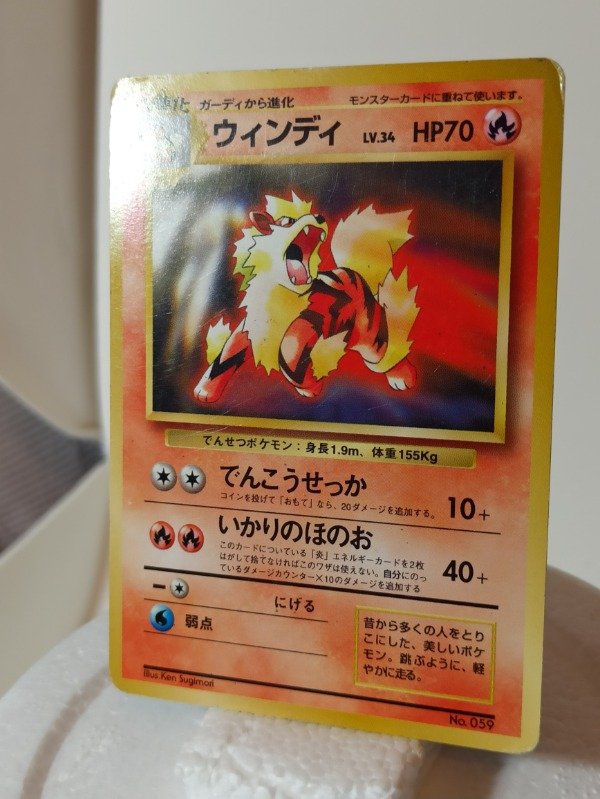 進化 ガーディから進化 モンスターカードに重ねて使います。
ウィンディ LV.34 HP70
でんせつポケモン：身長1.9m、体重155Kg
でんこうせっか 10+
コインを投げて「おもて」なら、20ダメージを追加する。
いかりのほのお 40+
このカードについている「炎」エネルギーカードを2枚
はがして捨てなければこのワザは使えない。自分にのっ
ているダメージカウンター×10のダメージを追加する
ー にげる
弱点
昔から多くの人をとり
こにした、美しいポケ
モン。跳ぶように、軽
やかに走る。
Illus Ken Sugimori
No. 059